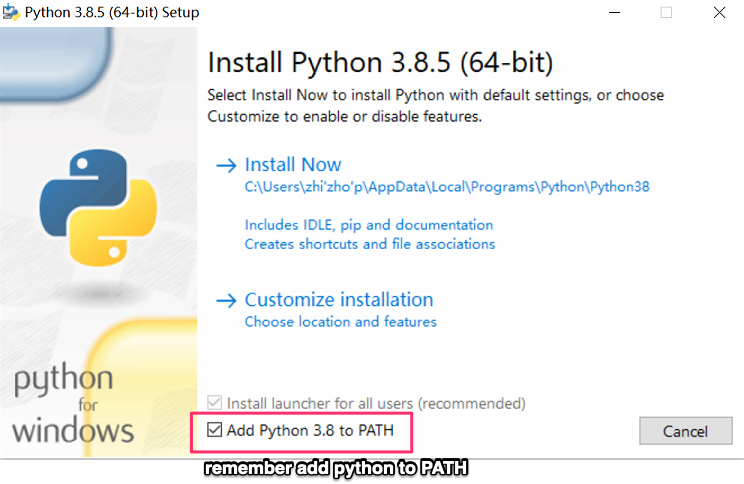 Python 3.8.5 (64-bit) Setup
Install Python 3.8.5 (64-bit)
Select Install Now to install Python with default settings, or choose
Customize to enable or disable features.
Install Now
C:\Users\zhi'zho'p\AppData\Local\Programs\Python\Python38
Includes IDLE, pip and documentation
Creates shortcuts and file associations
Customize installation
Choose location and features
python
for
windows
Install launcher for all users (recommended)
Add Python 3.8 to PATH
Cancel
remember add python to PATH